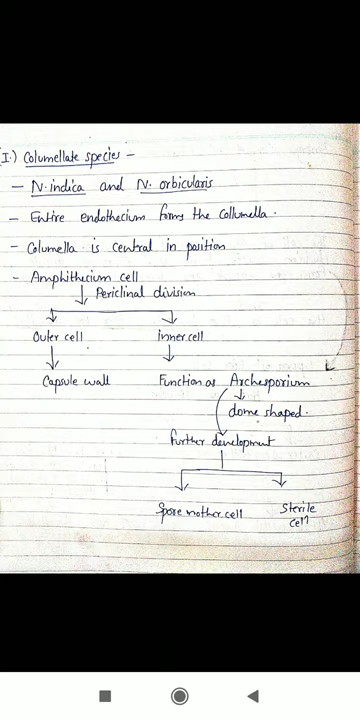 (I.) Columellate species -
- N. indica and N. orbicularis
- Entire endothecium forms the Collumella.
- Columella is central in position
- Amphithecium cell
Periclinal division
Outer cell
inner cell
Capsule wall
Function as Archesporium
dome shaped.
Further development
Spore mother cell
Sterile
cell